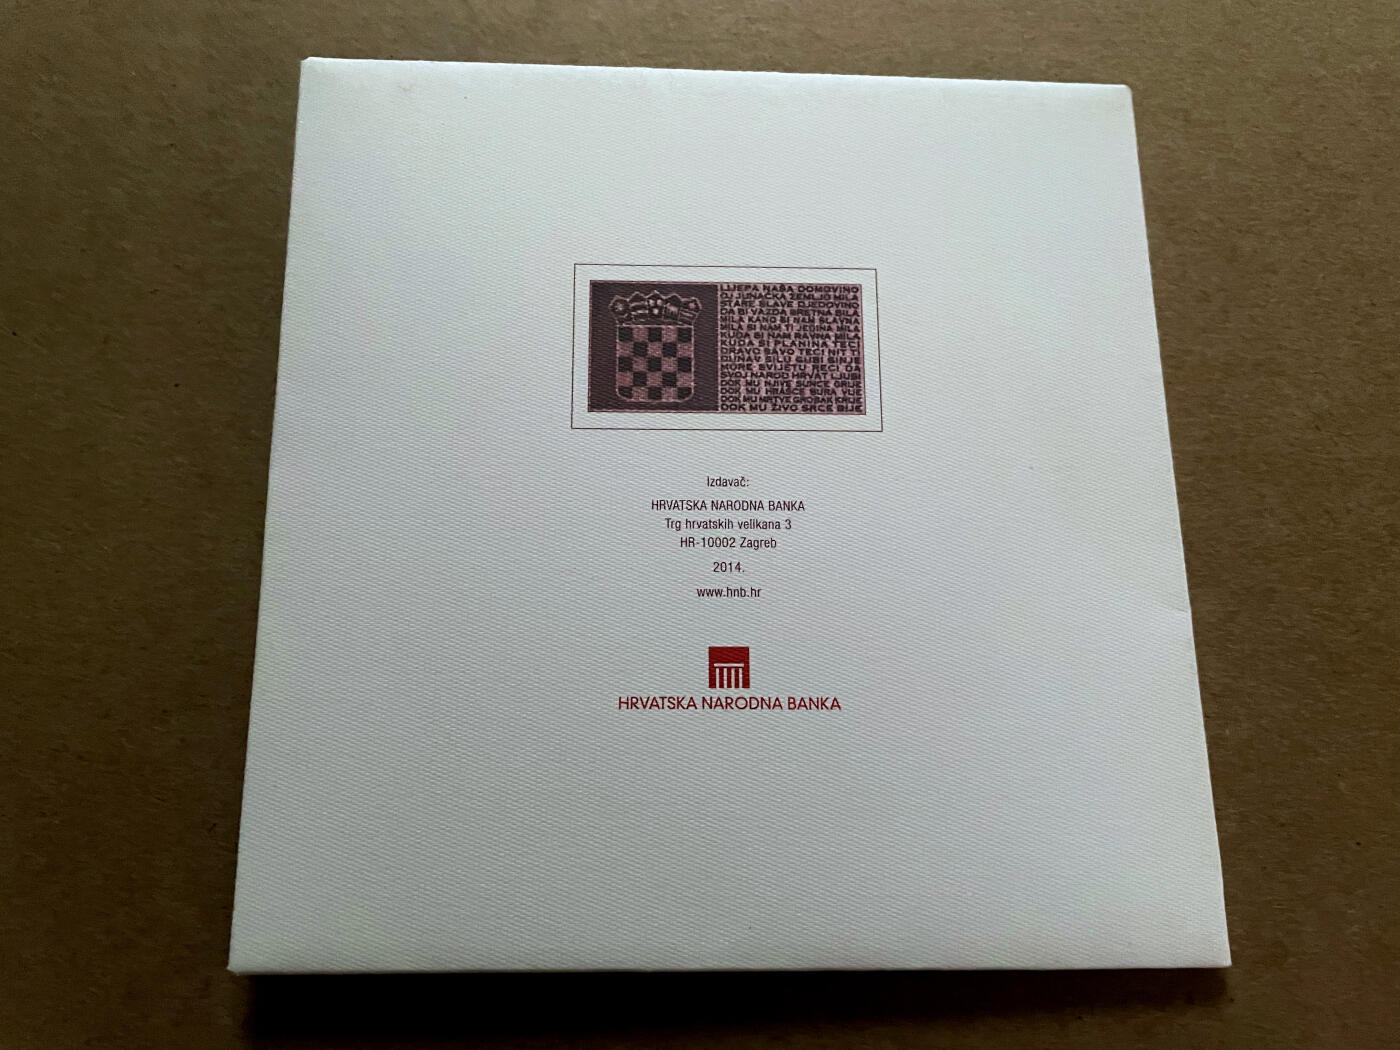 LIJEPA NAŠA DOMOVINO
OJ JUNAČKA ZEMLJO MILA
STARE SLAVE DJEDOVINO
DA BI VAZDA SRETNA BILA
MILA KANO SI NAM SLAVNA
MILA SI NAM TI JEDINA MILA
KUDA SI NAM RAVNA MILA
KUDA SI PLANINA TECI
DRAVO SAVO TECI NIT TI
DUNAV SILU GUBI SINJE
MORE SVIJETU RECI DA
SVOJ NAROD HRVAT LJUBI
DOK MU NJIVE SUNCE GRIJE
DOK MU HRAŠĆE BURA VIJE
DOK MU MRTVE GROBAK KRIJE
DOK MU ŽIVO SRCE BIJE
Izdavač:
HRVATSKA NARODNA BANKA
Trg hrvatskih velikana 3
HR-10002 Zagreb
2014.
www.hnb.hr
HRVATSKA NARODNA BANKA